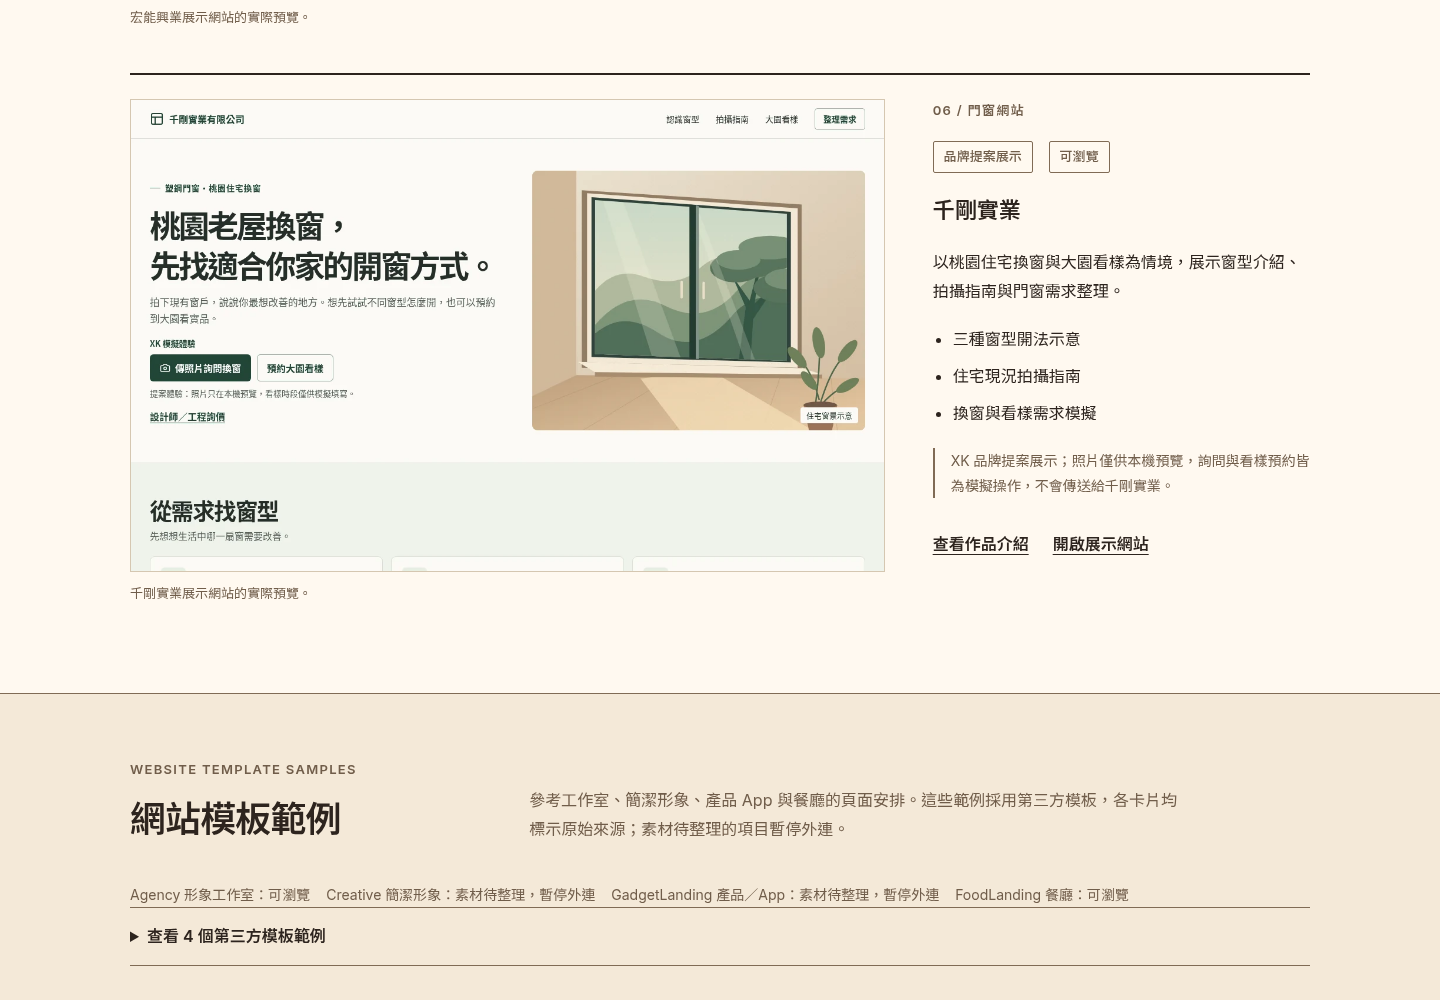 宏能興業展示網站的實際預覽。
千剛實業有限公司
認識窗型
拍攝指南
大園看樣
整理需求
塑鋼門窗・桃園住宅換窗
桃園老屋換窗，
先找適合你家的開窗方式。
拍下現有窗戶，說說你最想改善的地方。想先試試不同窗型怎麼開，也可以預約
到大園看實品。
XK 模擬體驗
傳照片詢問換窗
預約大園看樣
提案體驗：照片只在本機預覽，看樣時段僅供模擬填寫。
設計師／工程詢價
住宅窗景示意
從需求找窗型
先想想生活中哪一扇窗需要改善。
千剛實業展示網站的實際預覽。
06 / 門窗網站
品牌提案展示
可瀏覽
千剛實業
以桃園住宅換窗與大園看樣為情境，展示窗型介紹、
拍攝指南與門窗需求整理。
三種窗型開法示意
住宅現況拍攝指南
換窗與看樣需求模擬
XK 品牌提案展示；照片僅供本機預覽，詢問與看樣預約皆
為模擬操作，不會傳送給千剛實業。
查看作品介紹
開啟展示網站
WEBSITE TEMPLATE SAMPLES
網站模板範例
參考工作室、簡潔形象、產品 App 與餐廳的頁面安排。這些範例採用第三方模板，各卡片均
標示原始來源；素材待整理的項目暫停外連。
Agency 形象工作室：可瀏覽
Creative 簡潔形象：素材待整理，暫停外連
GadgetLanding 產品／App：素材待整理，暫停外連
FoodLanding 餐廳：可瀏覽
查看 4 個第三方模板範例